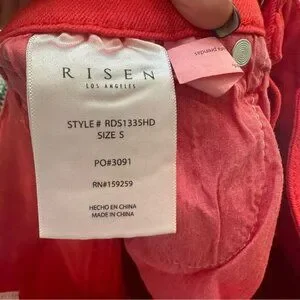 RISEN
LOS ANGELES
STYLE# RDS1335HD
SIZE S
PO#3091
RN#159259
HECHO EN CHINA
MADE IN CHINA